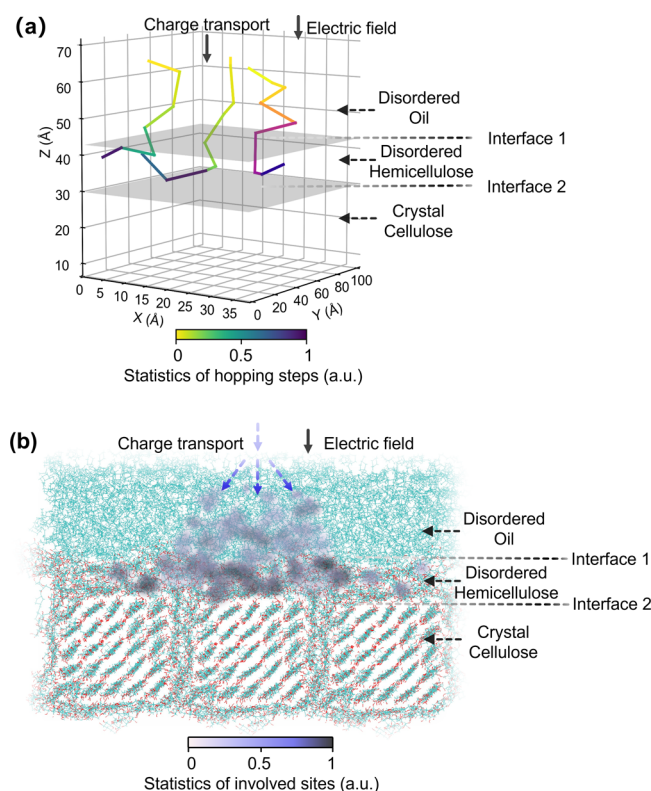 (a)
Charge transport
Electric field
70
60
50
40
30
20
10
Z (Å)
Disordered
Oil
Interface 1
Disordered
Hemicellulose
Interface 2
Crystal
Cellulose
0 5 10 15 20 25 30 35
X (Å)
0 20 40 60 80 100
Y (Å)
0 0.5 1
Statistics of hopping steps (a.u.)
(b)
Charge transport
Electric field
Disordered
Oil
Interface 1
Disordered
Hemicellulose
Interface 2
Crystal
Cellulose
0 0.5 1
Statistics of involved sites (a.u.)